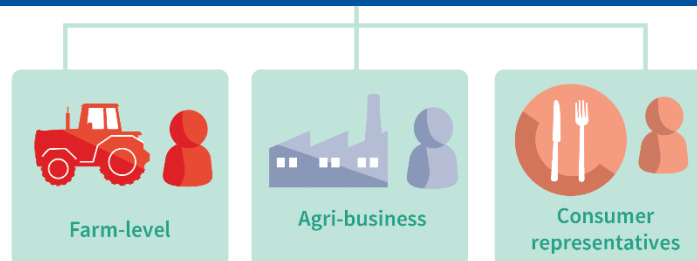 Farm-level
Agri-business
Consumer
representatives